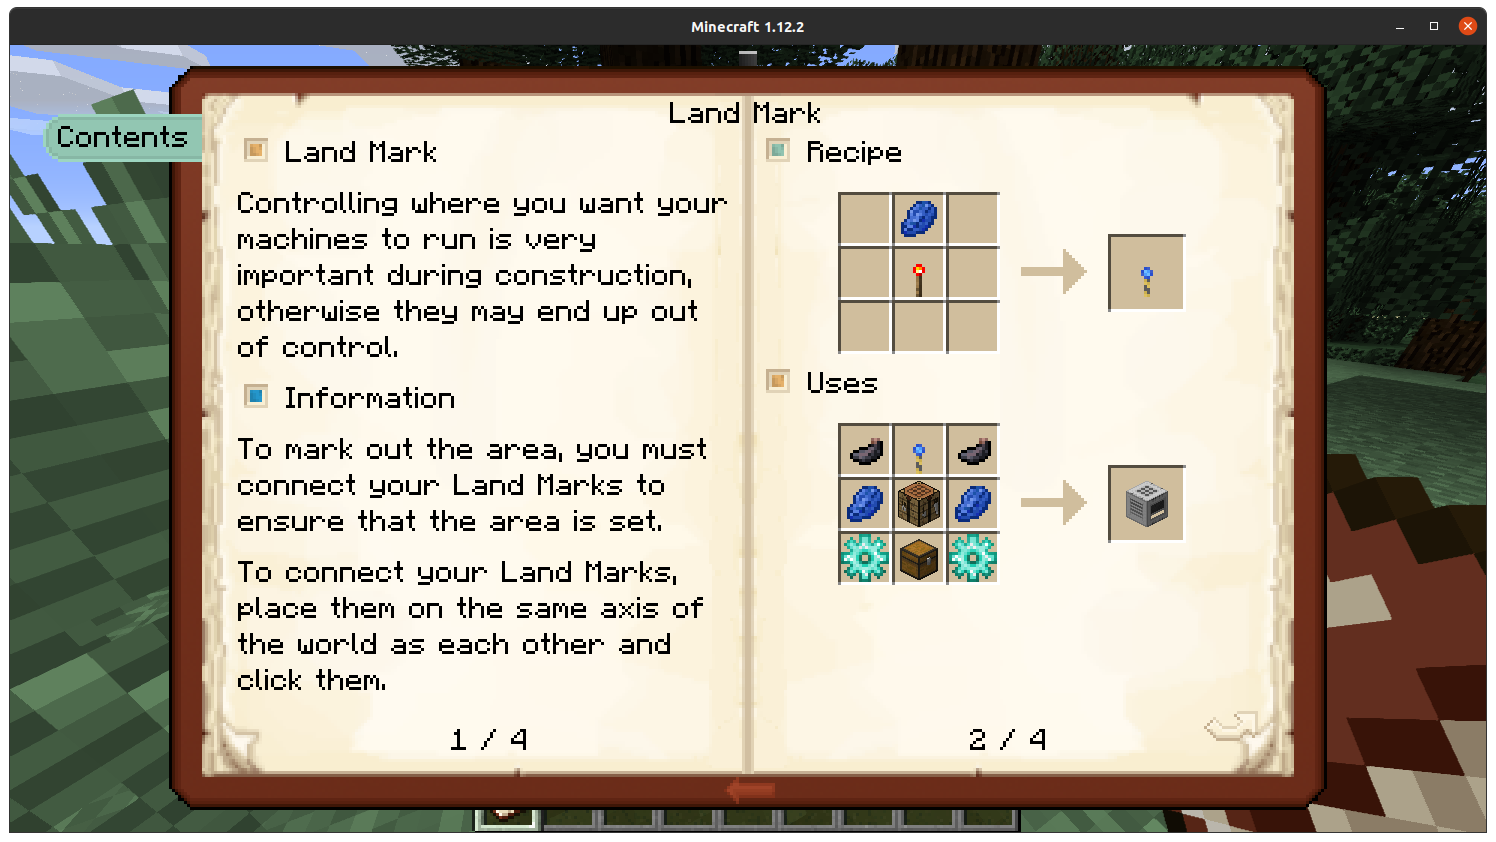 Minecraft 1.12.2
Contents
Land Mark
Land Mark
Controlling where you want your
machines to run is very
important during construction,
otherwise they may end up out
of control.
Information
To mark out the area, you must
connect your Land Marks to
ensure that the area is set.
To connect your Land Marks,
place them on the same axis of
the world as each other and
click them.
1 / 4
Recipe
Uses
2 / 4